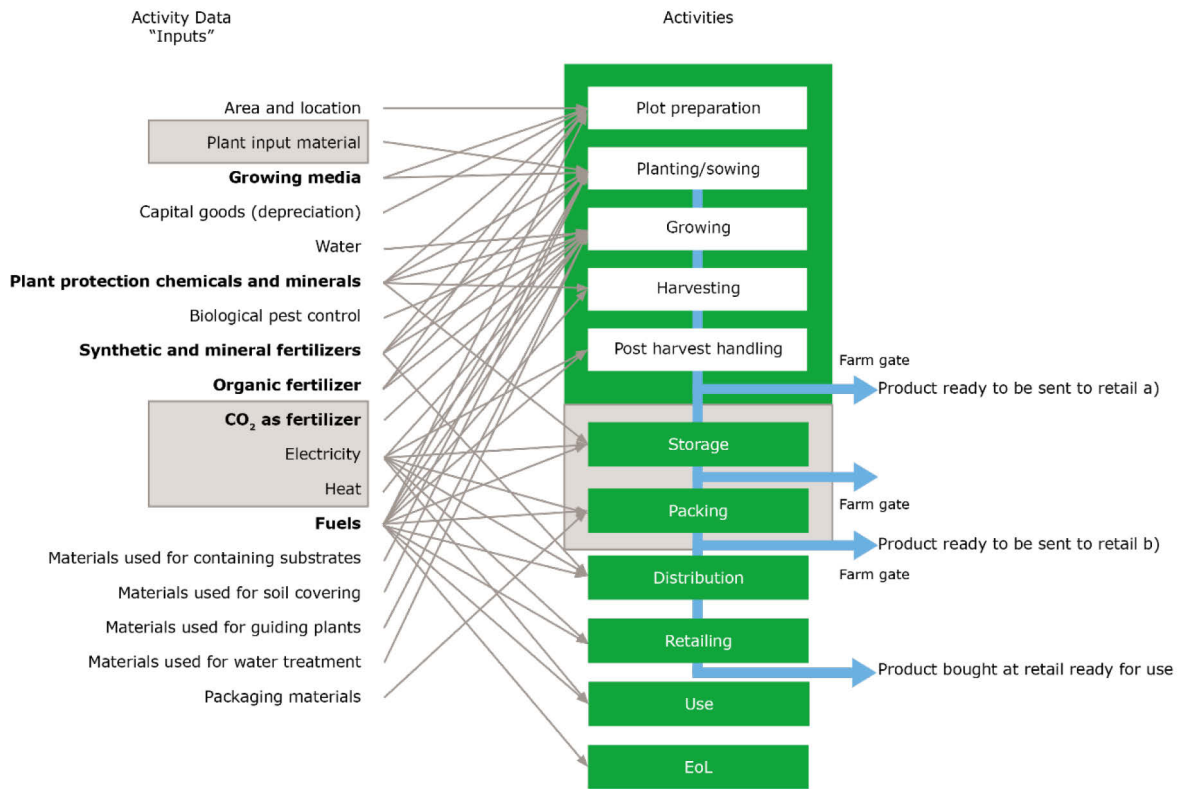 Activity Data
“Inputs”
Activities
Area and location
Plant input material
Growing media
Capital goods (depreciation)
Water
Plant protection chemicals and minerals
Biological pest control
Synthetic and mineral fertilizers
Organic fertilizer
CO₂ as fertilizer
Electricity
Heat
Fuels
Materials used for containing substrates
Materials used for soil covering
Materials used for guiding plants
Materials used for water treatment
Packaging materials
Plot preparation
Planting/sowing
Growing
Harvesting
Post harvest handling
Storage
Packing
Distribution
Retailing
Use
EoL
Farm gate
Product ready to be sent to retail a)
Farm gate
Product ready to be sent to retail b)
Farm gate
Product bought at retail ready for use